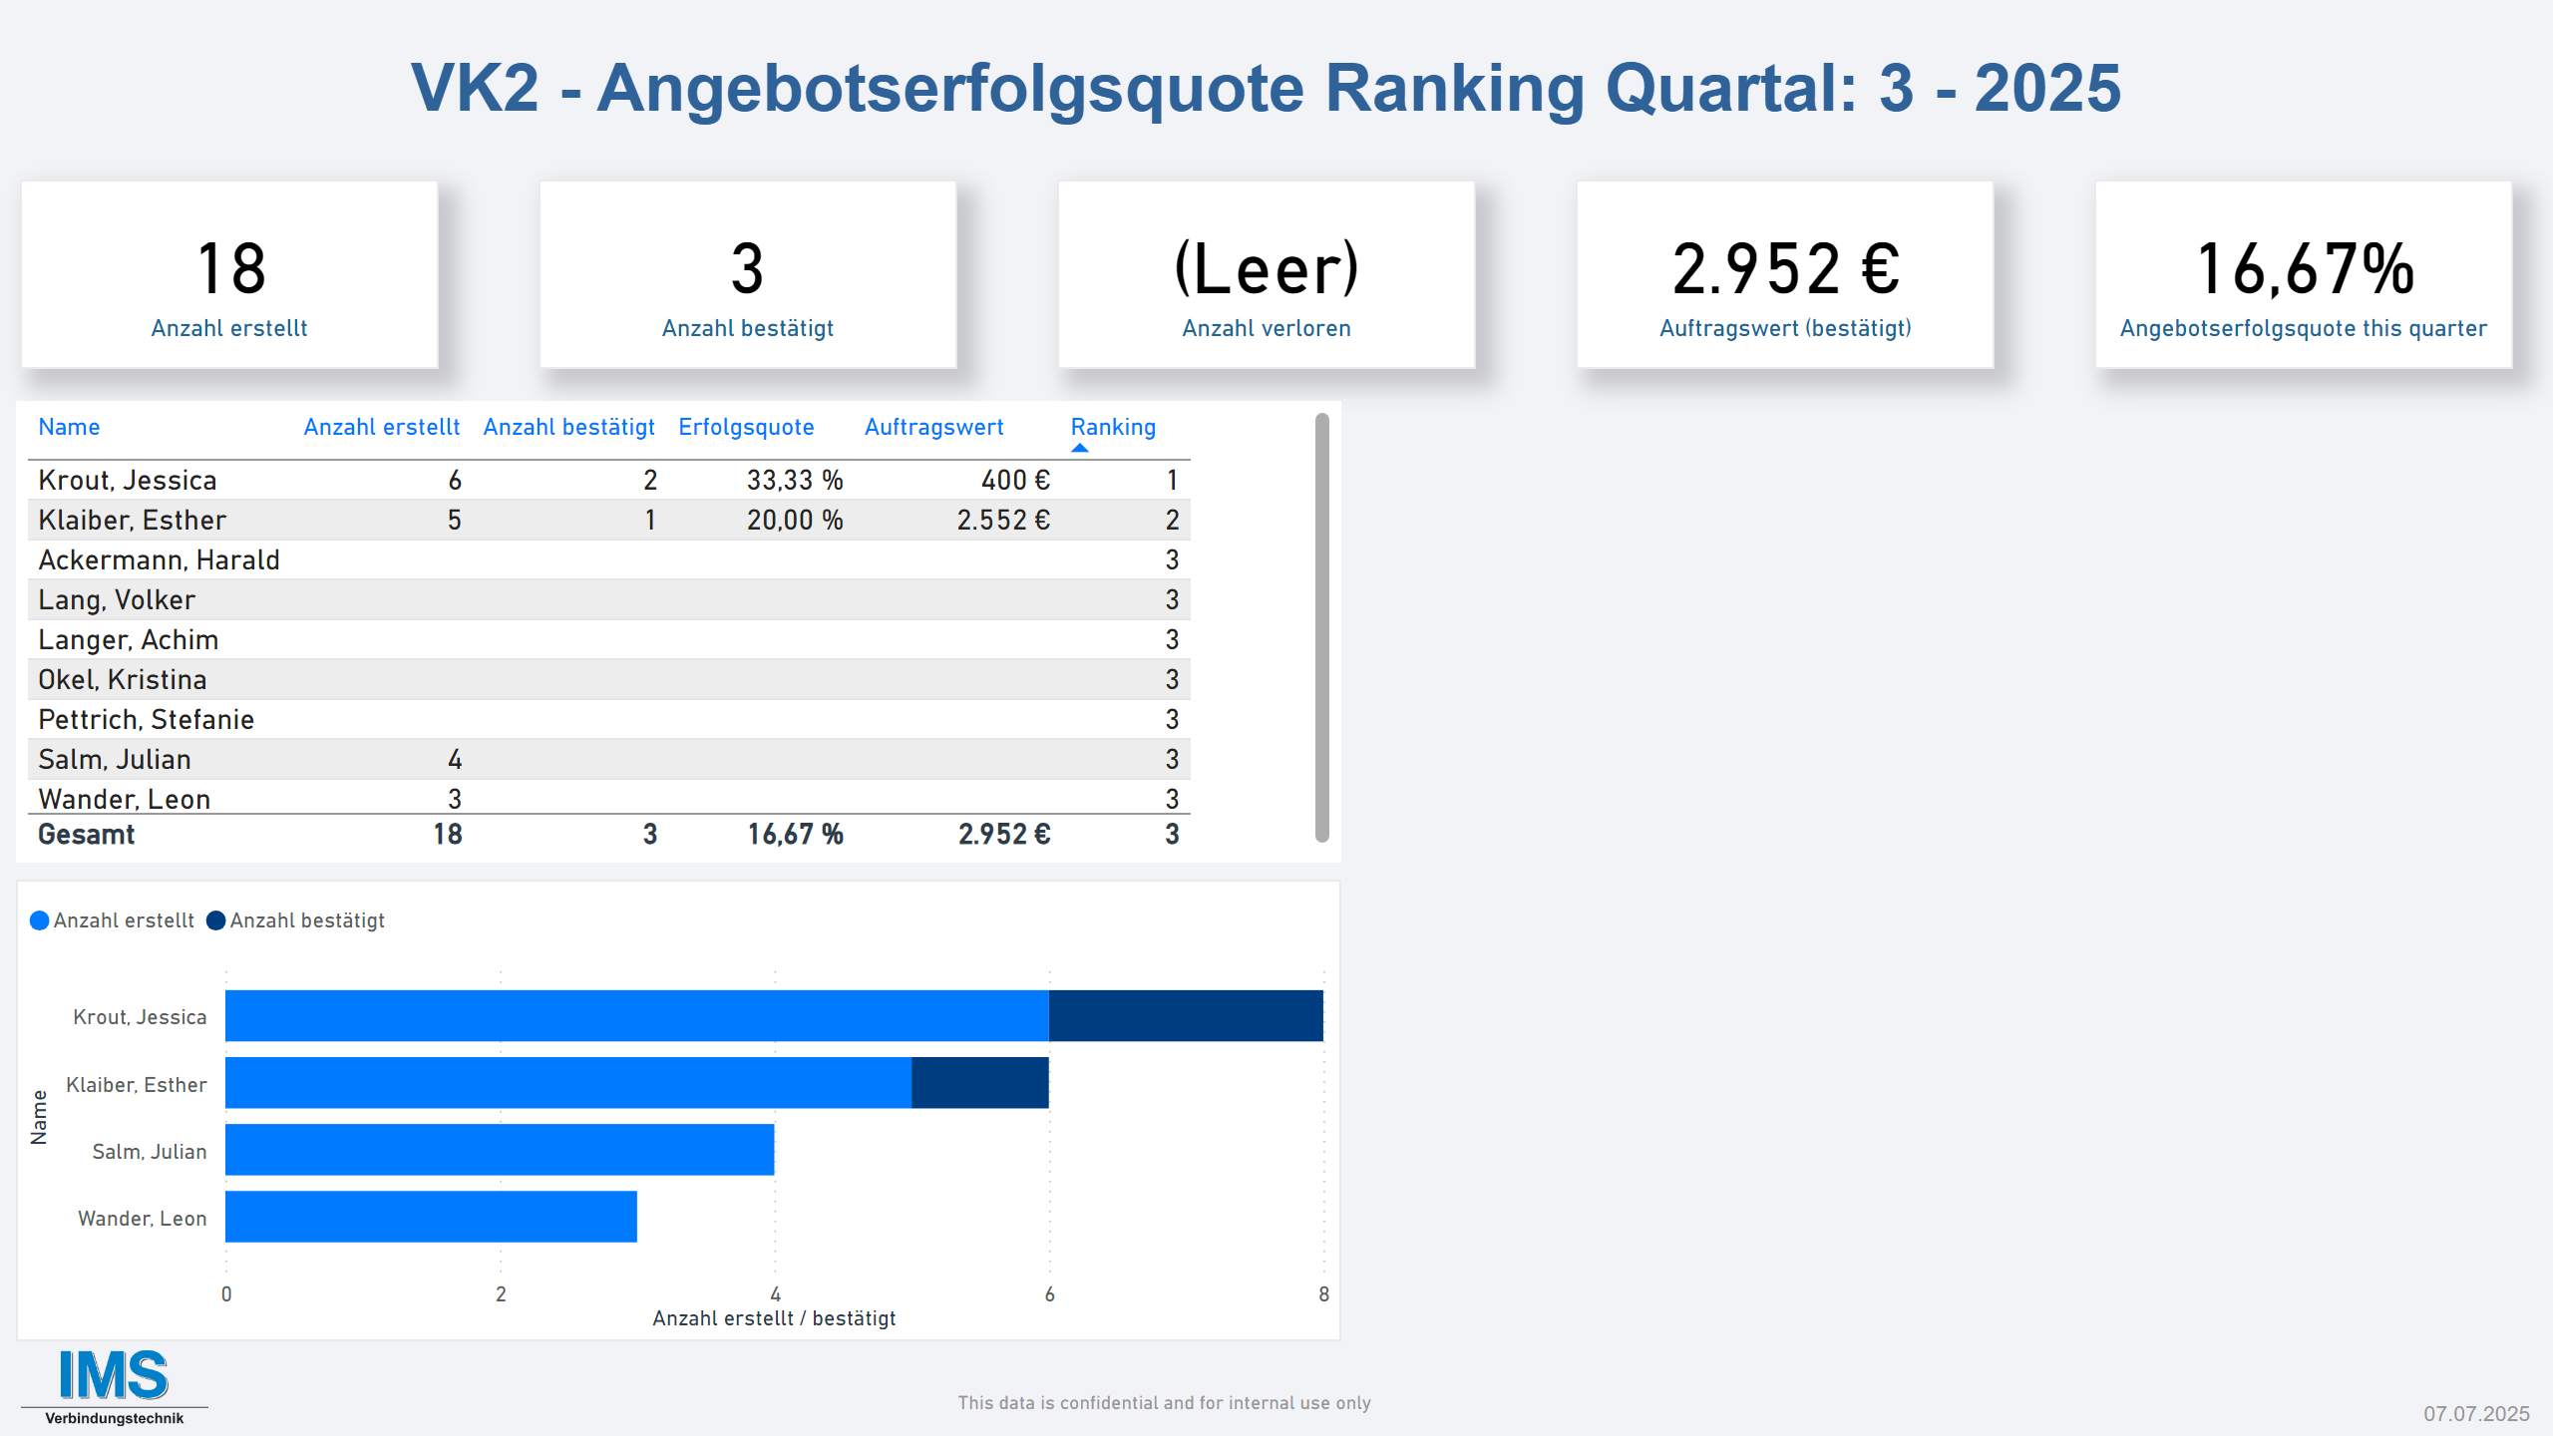 VK2 - Angebotserfolgsquote Ranking Quartal: 3 - 2025
18
Anzahl erstellt
3
Anzahl bestätigt
(Leer)
Anzahl verloren
2.952 €
Auftragswert (bestätigt)
16,67%
Angebotserfolgsquote this quarter
Name Anzahl erstellt Anzahl bestätigt Erfolgsquote Auftragswert Ranking
Krout, Jessica 6 2 33,33 % 400 € 1
Klaiber, Esther 5 1 20,00 % 2.552 € 2
Ackermann, Harald 3
Lang, Volker 3
Langer, Achim 3
Okel, Kristina 3
Pettrich, Stefanie 3
Salm, Julian 4 3
Wander, Leon 3 3
Gesamt 18 3 16,67 % 2.952 € 3
Anzahl erstellt Anzahl bestätigt
Name
Krout, Jessica
Klaiber, Esther
Salm, Julian
Wander, Leon
0 2 4 6 8
Anzahl erstellt / bestätigt
IMS
Verbindungstechnik
This data is confidential and for internal use only
07.07.2025